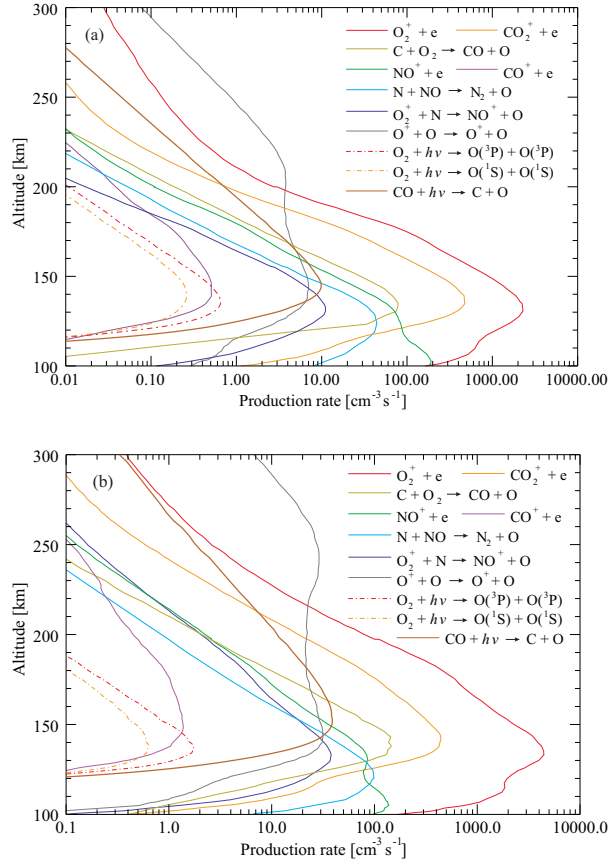 300
(a)
O₂⁺ + e CO₂⁺ + e
C + O₂ → CO + O
NO⁺ + e CO⁺ + e
N + NO → N₂ + O
O₂⁺ + N → NO⁺ + O
O⁺ + O → O⁺ + O
O₂ + hν → O(³P) + O(³P)
O₂ + hν → O(¹S) + O(¹S)
CO + hν → C + O
250
200
150
100
Altitude [km]
0.01 0.10 1.00 10.00 100.00 1000.00 10000.00
Production rate [cm⁻³ s⁻¹]
300
(b)
O₂⁺ + e CO₂⁺ + e
C + O₂ → CO + O
NO⁺ + e CO⁺ + e
N + NO → N₂ + O
O₂⁺ + N → NO⁺ + O
O⁺ + O → O⁺ + O
O₂ + hν → O(³P) + O(³P)
O₂ + hν → O(¹S) + O(¹S)
CO + hν → C + O
250
200
150
100
Altitude [km]
0.1 1.0 10.0 100.0 1000.0 10000.0
Production rate [cm⁻³ s⁻¹]